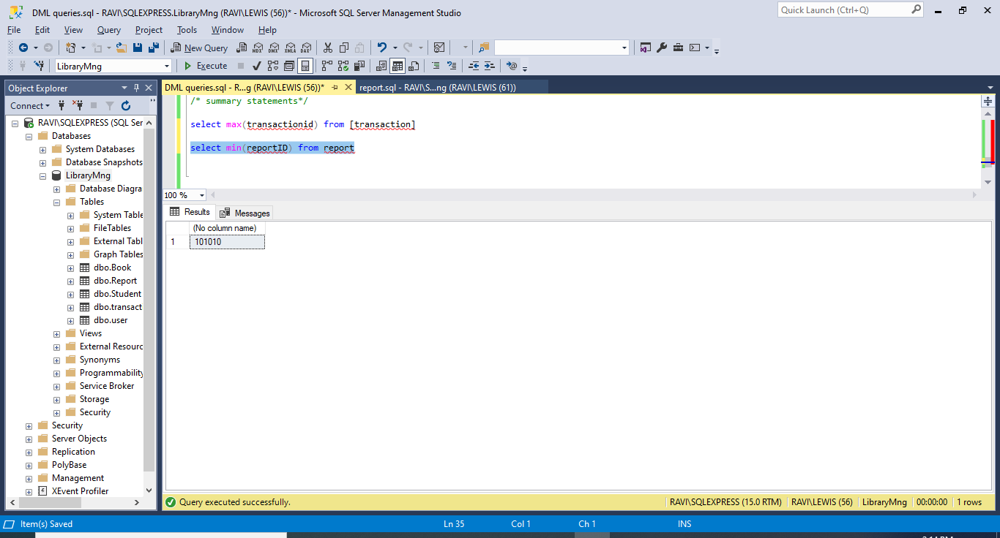 DML queries.sql - RAVI\SQLEXPRESS.LibraryMng (RAVI\LEWIS (56))* - Microsoft SQL Server Management Studio
Quick Launch (Ctrl+Q)
File Edit View Query Project Tools Window Help
New Query MDX DMX XMLA DAX
LibraryMng Execute
Object Explorer
DML queries.sql - R...g (RAVI\LEWIS (56))* report.sql - RAVI\S...ng (RAVI\LEWIS (61))
Connect
RAVI\SQLEXPRESS (SQL Ser
Databases
System Databases
Database Snapshots
LibraryMng
Database Diagra
Tables
System Table
FileTables
External Tabl
Graph Tables
dbo.Book
dbo.Report
dbo.Student
dbo.transact
dbo.user
Views
External Resourc
Synonyms
Programmability
Service Broker
Storage
Security
Security
Server Objects
Replication
PolyBase
Management
XEvent Profiler
/* summary statements*/
select max(transactionid) from [transaction]
select min(reportID) from report
100 %
Results Messages
(No column name)
1 101010
Query executed successfully. RAVI\SQLEXPRESS (15.0 RTM) RAVI\LEWIS (56) LibraryMng 00:00:00 1 rows
Item(s) Saved Ln 35 Col 1 Ch 1 INS